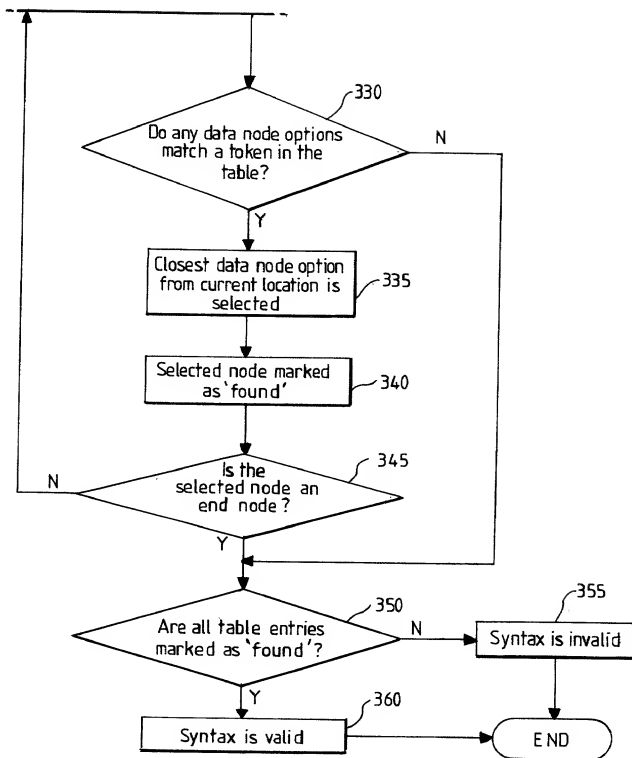 330
Do any data node options
match a token in the
table?
N
Y
Closest data node option
from current location is
selected
335
Selected node marked
as 'found'
340
345
N
Is the
selected node an
end node?
Y
350
355
Are all table entries
marked as 'found'?
N
Syntax is invalid
Y
360
Syntax is valid
END